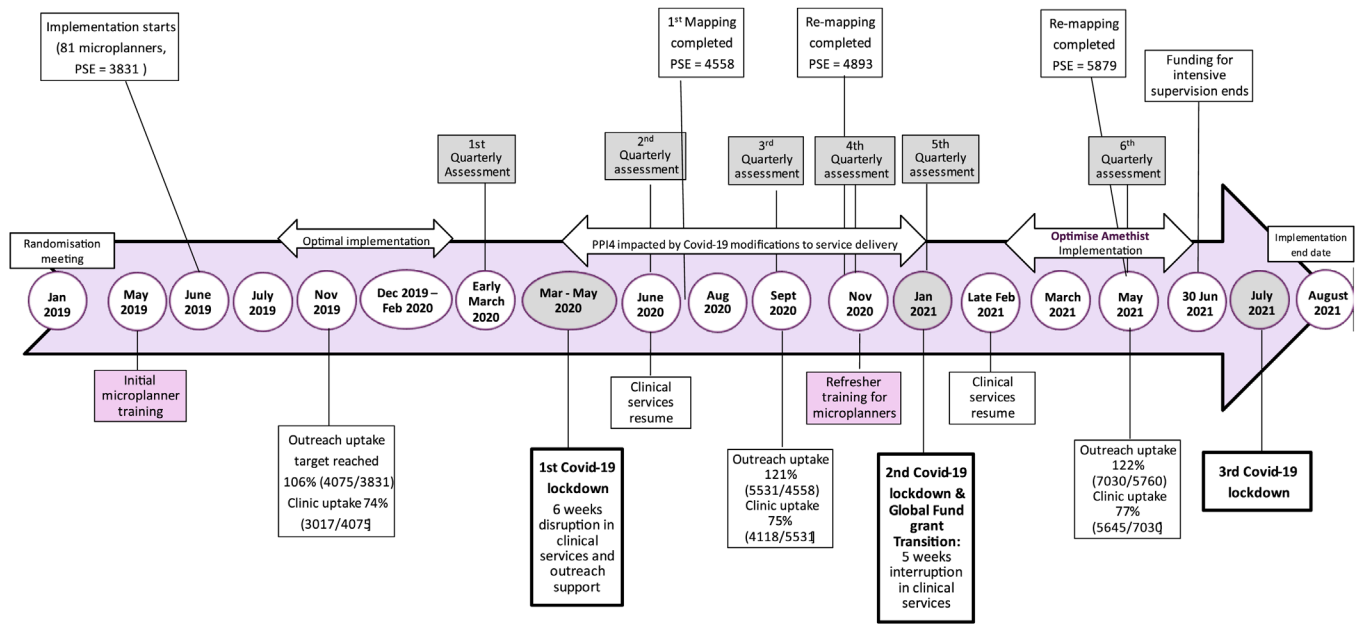 Implementation starts
(81 microplanners,
PSE = 3831 )
1st Mapping
completed
PSE = 4558
Re-mapping
completed
PSE = 4893
Re-mapping
completed
PSE = 5879
Funding for
intensive
supervision ends
1st
Quarterly
Assessment
2nd
Quarterly
assessment
3rd
Quarterly
assessment
4th
Quarterly
assessment
5th
Quarterly
assessment
6th
Quarterly
assessment
Randomisation
meeting
Optimal implementation
PPI4 impacted by Covid-19 modifications to service delivery
Optimise Amethist
Implementation
Implementation
end date
Jan
2019
May
2019
June
2019
July
2019
Nov
2019
Dec 2019 –
Feb 2020
Early
March
2020
Mar - May
2020
June
2020
Aug
2020
Sept
2020
Nov
2020
Jan
2021
Late Feb
2021
March
2021
May
2021
30 Jun
2021
July
2021
August
2021
Initial
microplanner
training
Clinical
services
resume
Refresher
training for
microplanners
Clinical
services
resume
Outreach uptake
target reached
106% (4075/3831)
Clinic uptake 74%
(3017/4075]
1st Covid-19
lockdown
6 weeks
disruption in
clinical
services and
outreach
support
Outreach uptake
121%
(5531/4558)
Clinic uptake
75%
(4118/5531]
2nd Covid-19
lockdown &
Global Fund
grant
Transition:
5 weeks
interruption
in clinical
services
Outreach uptake
122%
(7030/5760)
Clinic uptake
77%
(5645/7030]
3rd Covid-19
lockdown